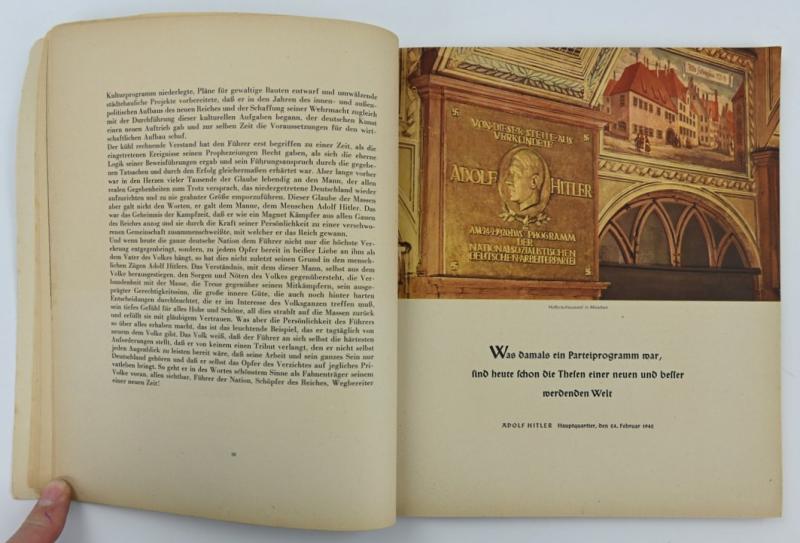 Kulturprogramm niederlegte, Pläne für gewaltige Bauten entwarf und umwälzende
städtebauliche Projekte vorbereitete, daß er in den Jahren des innen- und außen-
politischen Aufbaus des neuen Reiches und der Schaffung seiner Wehrmacht zugleich
mit der Durchführung dieser kulturellen Aufgaben begann, der deutschen Kunst
einen neuen Auftrieb gab und zur selben Zeit die Voraussetzungen für den wirt-
schaftlichen Aufbau schuf.
Der kühl rechnende Verstand hat den Führer erst begriffen zu einer Zeit, als die
eingetretenen Ereignisse seinen Prophezeiungen Recht gaben, als sich die eherne
Logik seiner Beweisführungen ergab und sein Führungsanspruch durch die gegebe-
nen Tatsachen und durch den Erfolg gleichermaßen erhärtet war. Aber lange vorher
war in den Herzen vieler Tausende der Glaube lebendig an den Mann, der allen
realen Gegebenheiten zum Trotz versprach, das niedergetretene Deutschland wieder
aufzurichten und zu nie geahnter Größe emporzuführen. Dieser Glaube der Massen
aber galt nicht den Worten, er galt dem Manne, dem Menschen Adolf Hitler. Das
war das Geheimnis der Kampfzeit, daß er wie ein Magnet Kämpfer aus allen Gauen
des Reiches anzog und sie durch die Kraft seiner Persönlichkeit zu einer verschwo-
renen Gemeinschaft zusammenschweißte, mit welcher er das Reich gewann.
Und wenn heute die ganze deutsche Nation dem Führer nicht nur die höchste Ver-
ehrung entgegenbringt, sondern, zu jedem Opfer bereit in heißer Liebe an ihm als
dem Vater des Volkes hängt, so hat dies nicht zuletzt seinen Grund in den mensch-
lichen Zügen Adolf Hitlers. Das Verständnis, mit dem dieser Mann, selbst aus dem
Volke herausgestiegen, den Sorgen und Nöten des Volkes gegenübersteht, die Ver-
bundenheit mit der Masse, die Treue gegenüber seinen Mitkämpfern, sein ausge-
prägter Gerechtigkeitssinn, die große innere Güte, die auch noch hinter harten
Entscheidungen durchleuchtet, die er im Interesse des Volksganzen treffen muß,
sein tiefes Gefühl für alles Hohe und Schöne, all dies strahlt auf die Massen zurück
und erfüllt sie mit gläubigem Vertrauen. Was aber die Persönlichkeit des Führers
so über alles erhaben macht, das ist das leuchtende Beispiel, das er tagtäglich von
neuem dem Volke gibt. Das Volk weiß, daß der Führer an sich selbst die härtesten
Anforderungen stellt, daß er von keinem einen Tribut verlangt, den er nicht selbst
jeden Augenblick zu leisten bereit wäre, daß seine Arbeit und sein ganzes Sein nur
Deutschland gehören und daß er selbst das Opfer des Verzichtes auf jegliches Pri-
vatleben bringt. So geht er in des Wortes schönstem Sinne als Fahnenträger seinem
Volke voran, allen sichtbar, Führer der Nation, Schöpfer des Reiches, Wegbereiter
einer neuen Zeit!
VON DIESER STELLE AUS
VERKÜNDETE
ADOLF HITLER
AM 24·II·1920 DAS PROGRAMM
DER
NATIONALSOZIALISTISCHEN
DEUTSCHEN ARBEITERPARTEI
Hofbräuhaussaal in München
Was damals ein Parteiprogramm war,
sind heute schon die Thesen einer neuen und besser
werdenden Welt
ADOLF HITLER Hauptquartier, den 24. Februar 1942